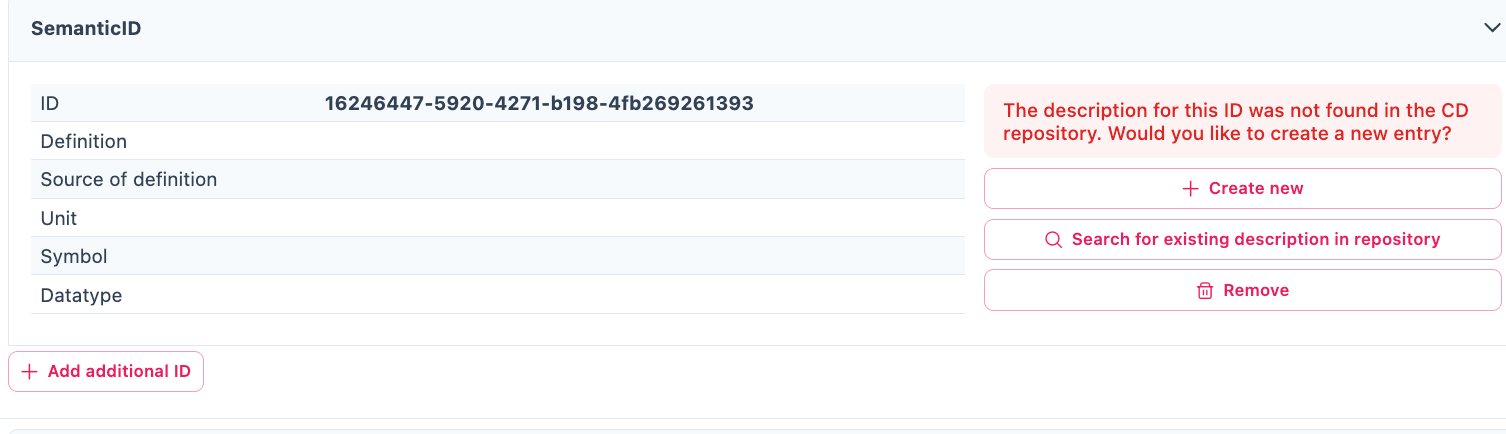 SemanticID
ID 16246447-5920-4271-b198-4fb269261393
Definition
Source of definition
Unit
Symbol
Datatype
The description for this ID was not found in the CD
repository. Would you like to create a new entry?
Create new
Search for existing description in repository
Remove
Add additional ID